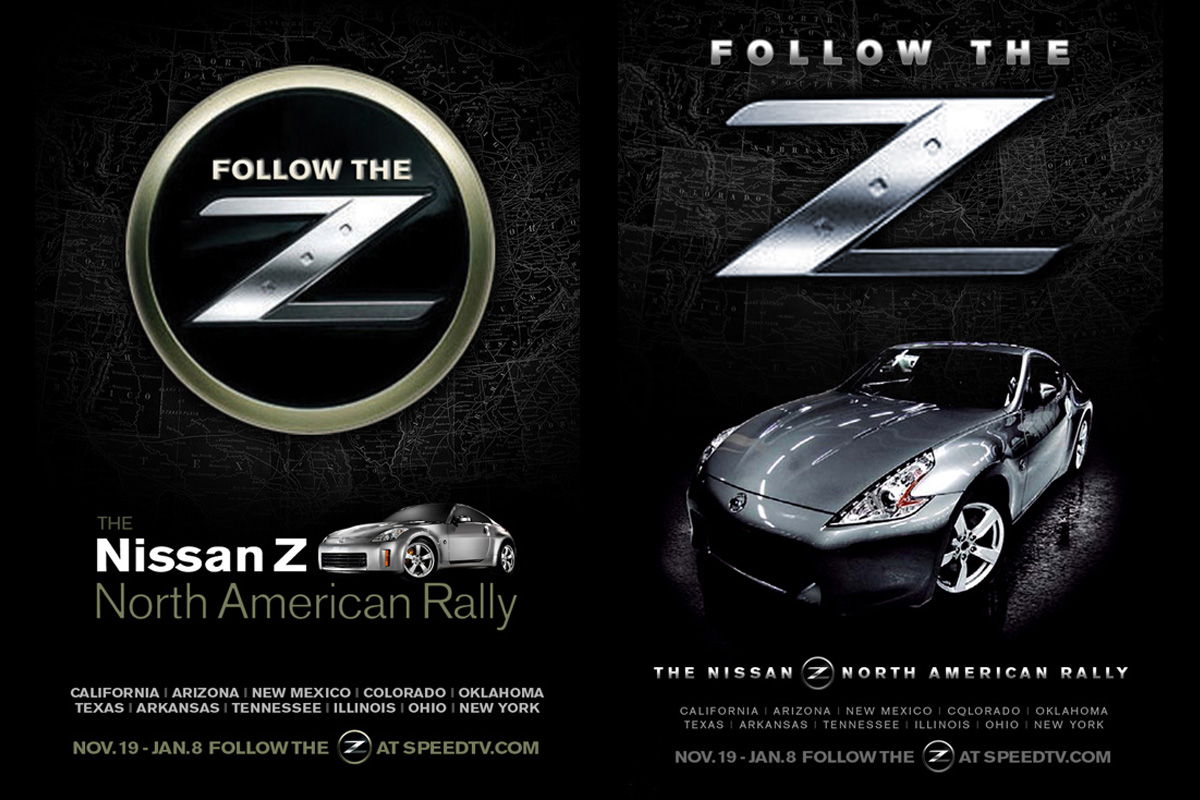 FOLLOW THE
Z
THE
Nissan Z
North American Rally
CALIFORNIA | ARIZONA | NEW MEXICO | COLORADO | OKLAHOMA
TEXAS | ARKANSAS | TENNESSEE | ILLINOIS | OHIO | NEW YORK
NOV. 19 - JAN. 8 FOLLOW THE Z AT SPEEDTV.COM
FOLLOW THE
Z
THE NISSAN Z NORTH AMERICAN RALLY
CALIFORNIA | ARIZONA | NEW MEXICO | COLORADO | OKLAHOMA
TEXAS | ARKANSAS | TENNESSEE | ILLINOIS | OHIO | NEW YORK
NOV. 19 - JAN. 8 FOLLOW THE Z AT SPEEDTV.COM